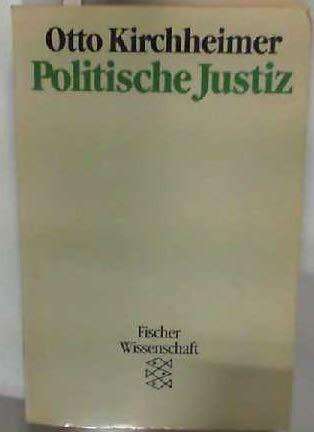 Otto Kirchheimer
Politische Justiz
Fischer
Wissenschaft